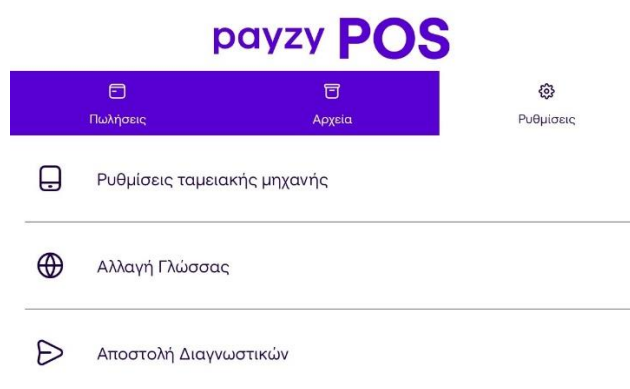 payzy POS
Πωλήσεις Αρχεία Ρυθμίσεις
Ρυθμίσεις ταμειακής μηχανής
Αλλαγή Γλώσσας
Αποστολή Διαγνωστικών